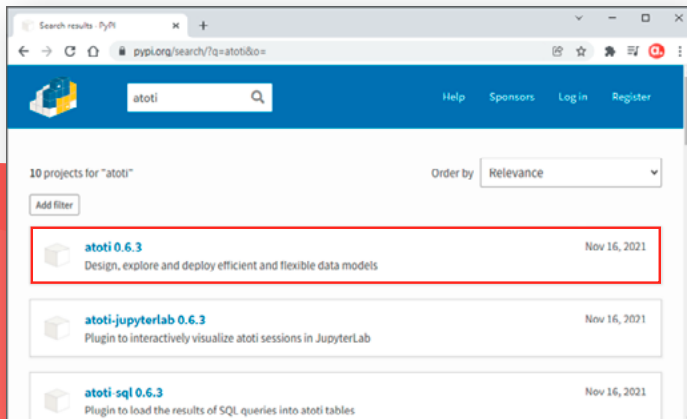 Search results · PyPI
pypi.org/search/?q=atoti&o=
atoti
Help Sponsors Log in Register
10 projects for "atoti"
Order by Relevance
Add filter
atoti 0.6.3
Nov 16, 2021
Design, explore and deploy efficient and flexible data models
atoti-jupyterlab 0.6.3
Nov 16, 2021
Plugin to interactively visualize atoti sessions in JupyterLab
atoti-sql 0.6.3
Nov 16, 2021
Plugin to load the results of SQL queries into atoti tables